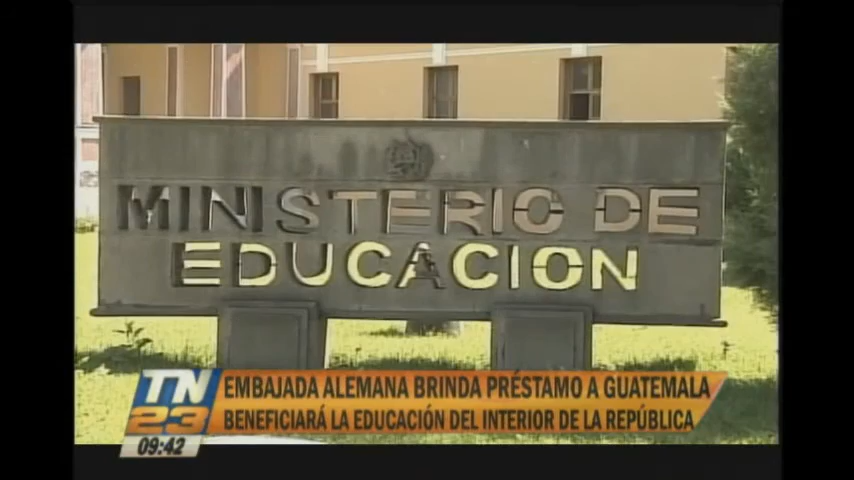 MINISTERIO DE
EDUCACION
TN
23
09:42
EMBAJADA ALEMANA BRINDA PRÉSTAMO A GUATEMALA
BENEFICIARÁ LA EDUCACIÓN DEL INTERIOR DE LA REPÚBLICA